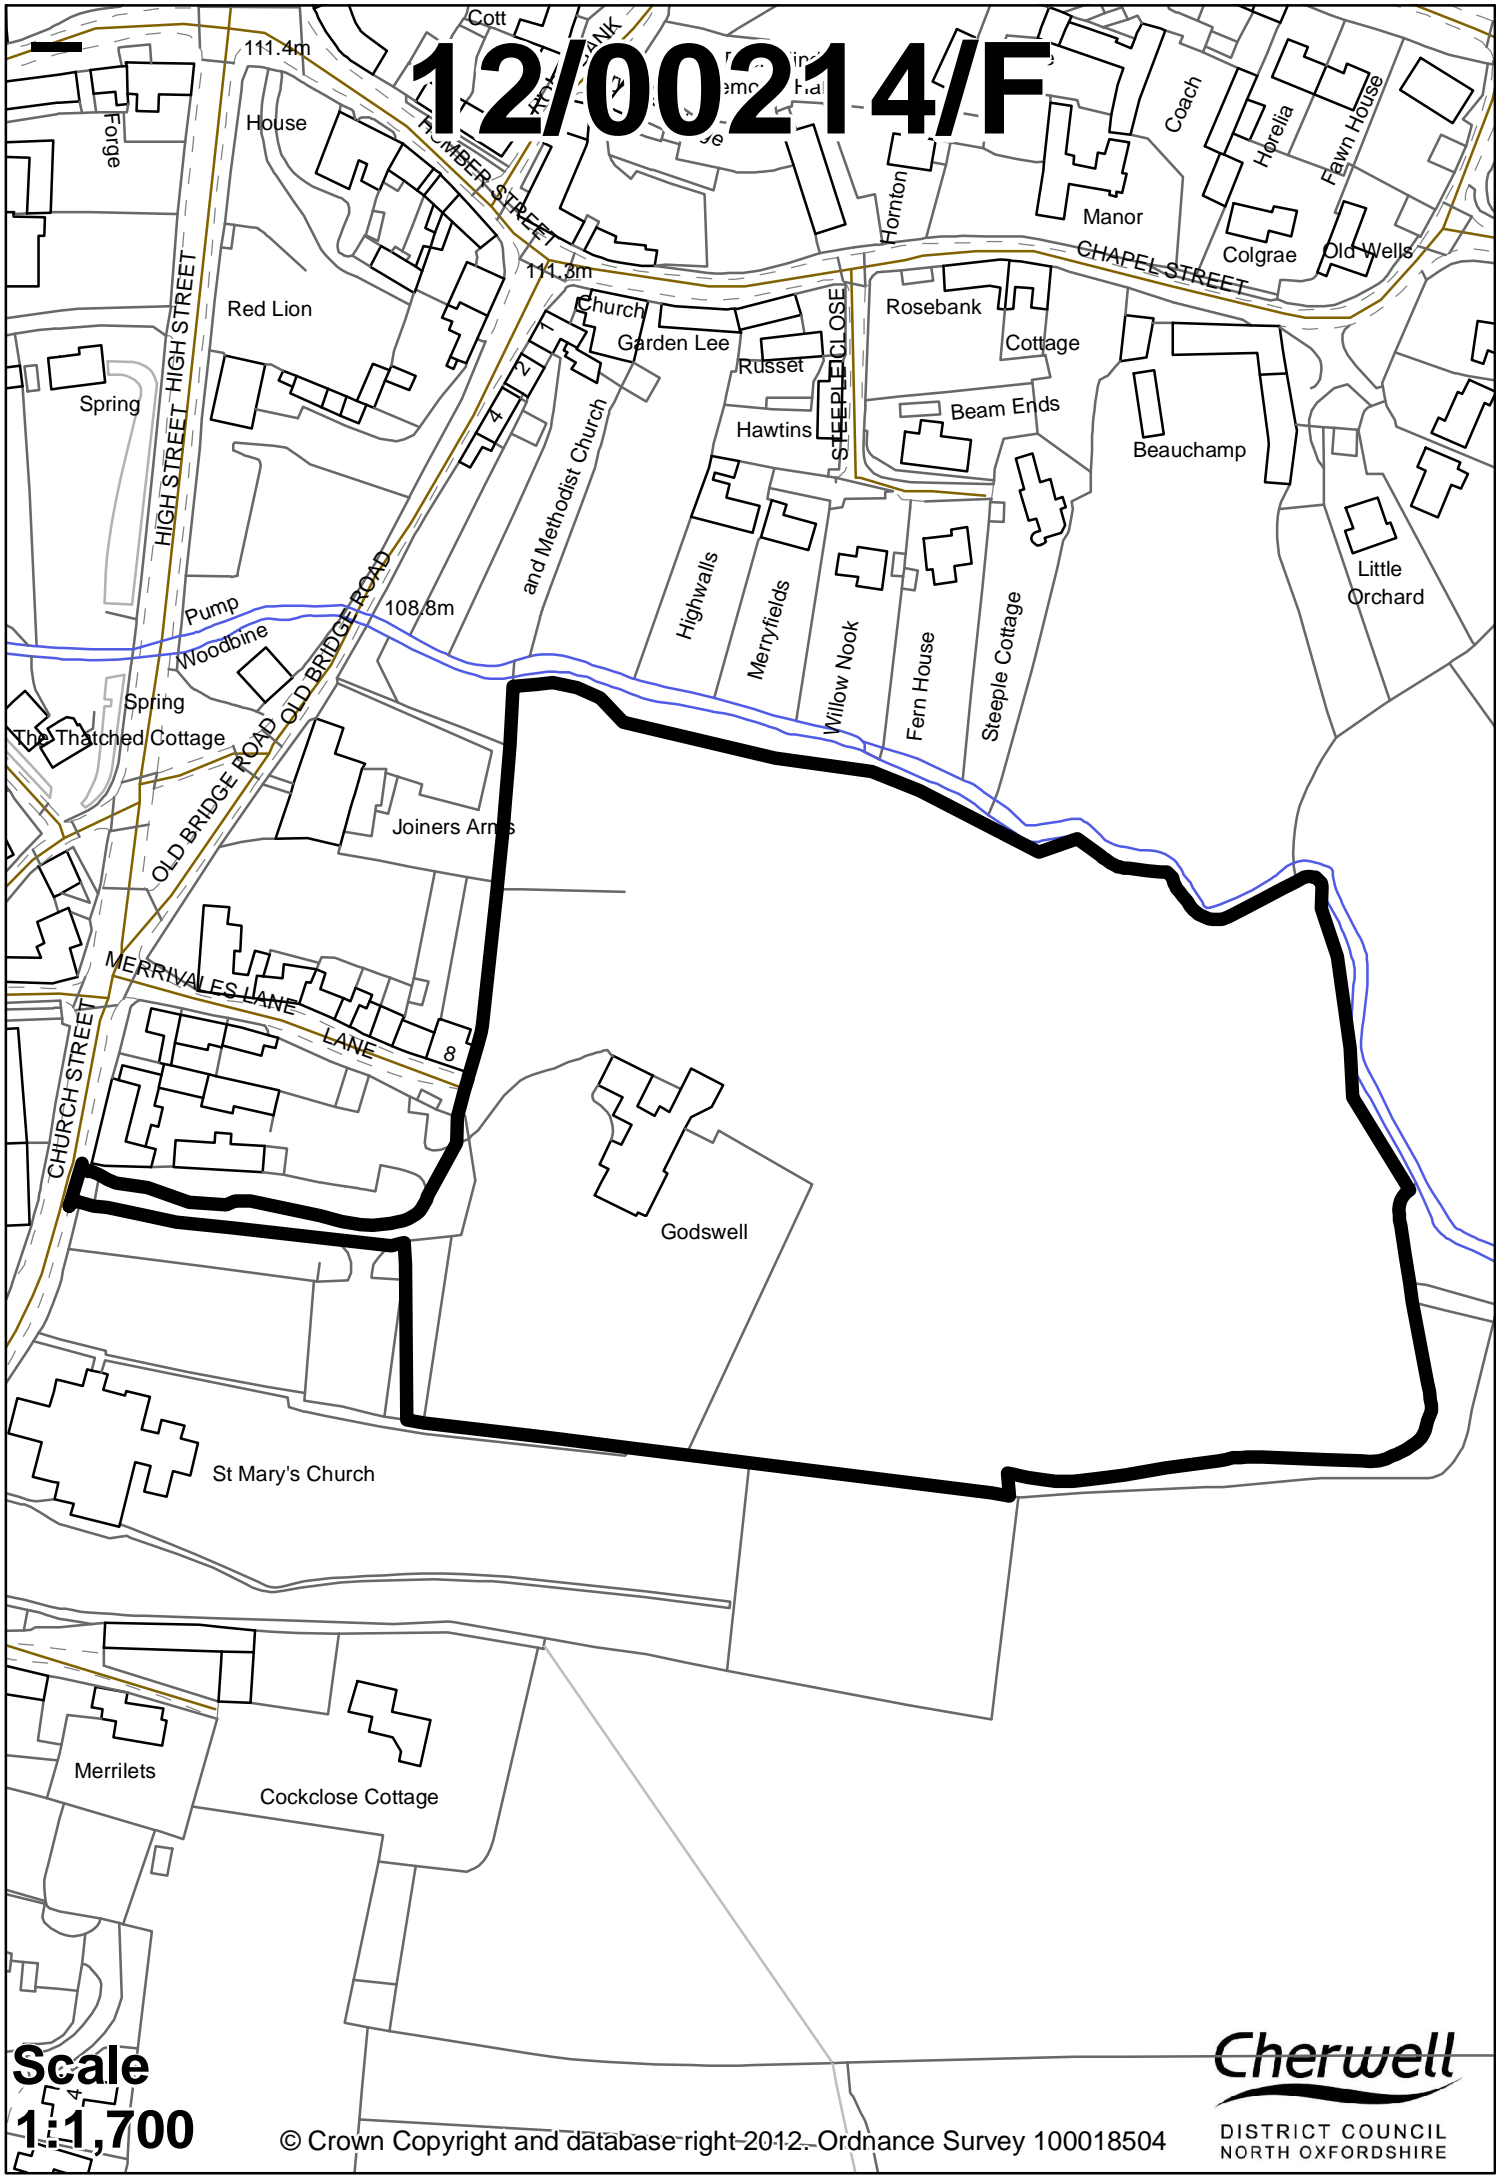 12/00214/F
Cott
111.4m
House
Forge
HUMBER STREET
Coach
Horelia
Fawn House
Hornton
Manor
Colgrae
Old Wells
CHAPEL STREET
111.3m
Church
Garden Lee
Russet
Hawtins
STEEPLE CLOSE
Rosebank
Cottage
Beam Ends
Beauchamp
Red Lion
HIGH STREET
HIGH STREET
Spring
1
2
4
and Methodist Church
Highwalls
Merryfields
Willow Nook
Fern House
Steeple Cottage
Little
Orchard
108.8m
Pump
Woodbine
Spring
The Thatched Cottage
OLD BRIDGE ROAD
OLD BRIDGE ROAD
Joiners Arms
MERRIVALES LANE
LANE
8
CHURCH STREET
Godswell
St Mary's Church
Merrilets
Cockclose Cottage
4
Scale
1:1,700
© Crown Copyright and database right 2012. Ordnance Survey 100018504
Cherwell
DISTRICT COUNCIL
NORTH OXFORDSHIRE